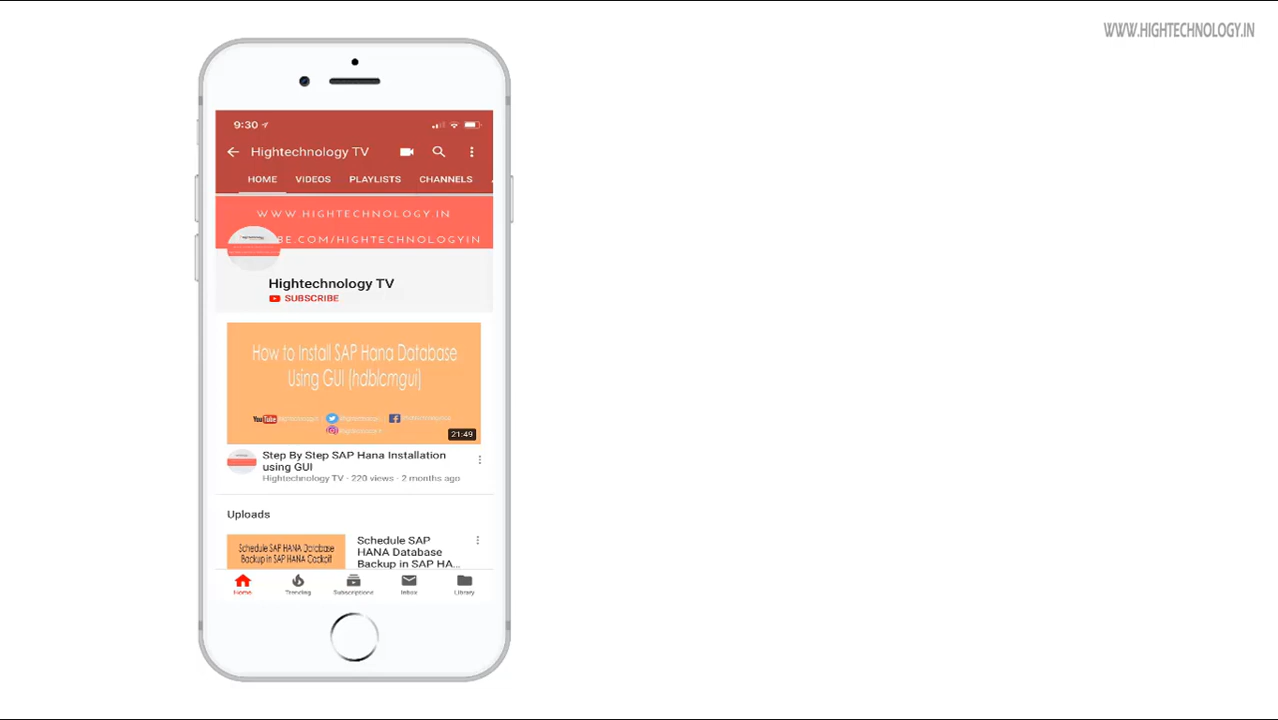 WWW.HIGHTECHNOLOGY.IN
9:30
Hightechnology TV
HOME VIDEOS PLAYLISTS CHANNELS
WWW.HIGHTECHNOLOGY.IN
BE.COM/HIGHTECHNOLOGYIN
Hightechnology TV
SUBSCRIBE
How to Install SAP Hana Database
Using GUI (hdblcmgui)
YouTube
21:49
Step By Step SAP Hana Installation
using GUI
Hightechnology TV · 220 views · 2 months ago
Uploads
Schedule SAP HANA Database
Backup in SAP HANA Cockpit
Schedule SAP
HANA Database
Backup in SAP HA...
Home Trending Subscriptions Inbox Library